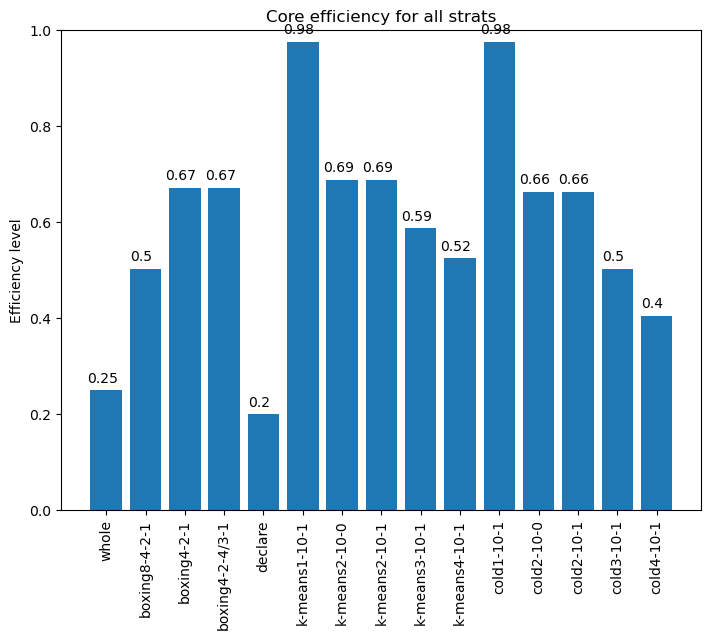 Core efficiency for all strats
Efficiency level
1.0
0.8
0.6
0.4
0.2
0.0
0.25
0.5
0.67
0.67
0.2
0.98
0.69
0.69
0.59
0.52
0.98
0.66
0.66
0.5
0.4
whole
boxing8-4-2-1
boxing4-2-1
boxing4-2-4/3-1
declare
k-means1-10-1
k-means2-10-0
k-means2-10-1
k-means3-10-1
k-means4-10-1
cold1-10-1
cold2-10-0
cold2-10-1
cold3-10-1
cold4-10-1